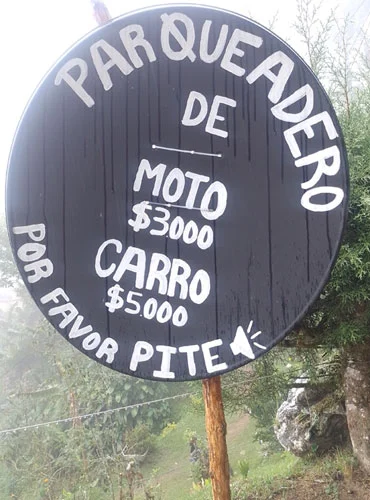 PARQUEADERO
DE
MOTO
$3000
CARRO
$5000
POR FAVOR PITE